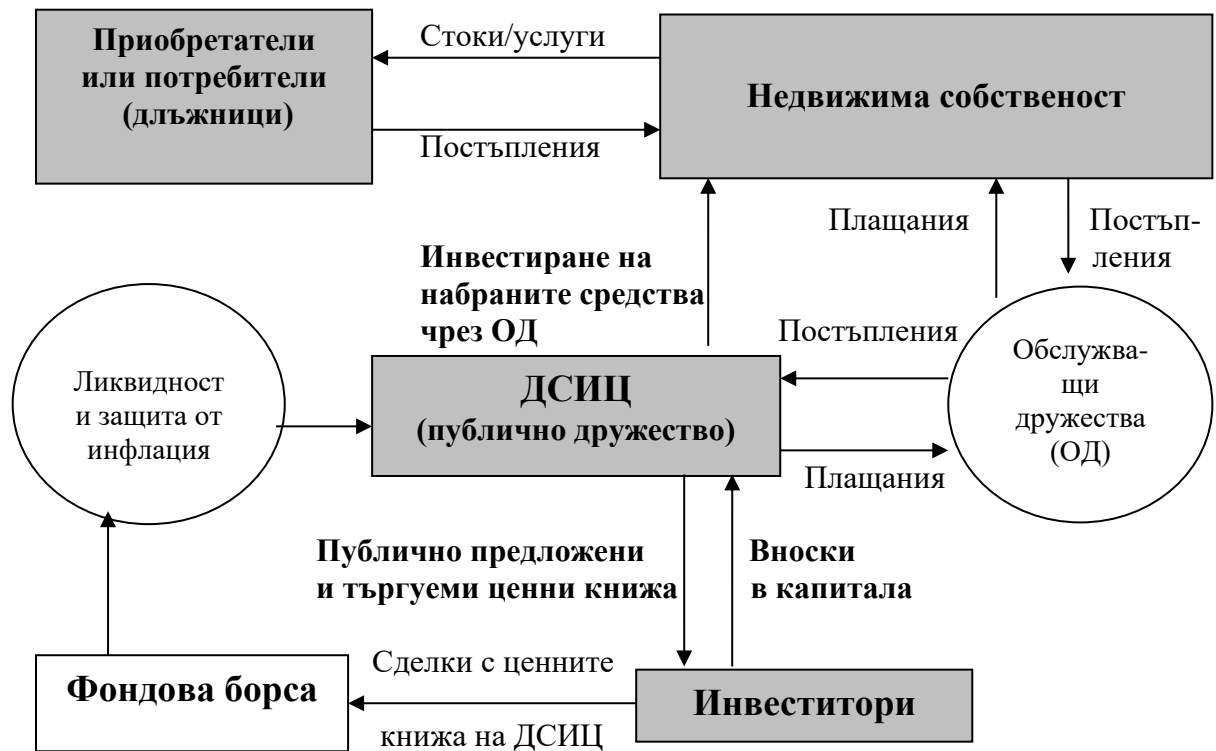 Приобретатели
или потребители
(длъжници)
Стоки/услуги
Постъпления
Недвижима собственост
Плащания
Постъп-
ления
Инвестиране на
набраните средства
чрез ОД
Ликвидност
и защита от
инфлация
ДСИЦ
(публично дружество)
Постъпления
Плащания
Обслужва-
щи
дружества
(ОД)
Публично предложени
и търгуеми ценни книжа
Вноски
в капитала
Фондова борса
Сделки с ценните
книжа на ДСИЦ
Инвеститори